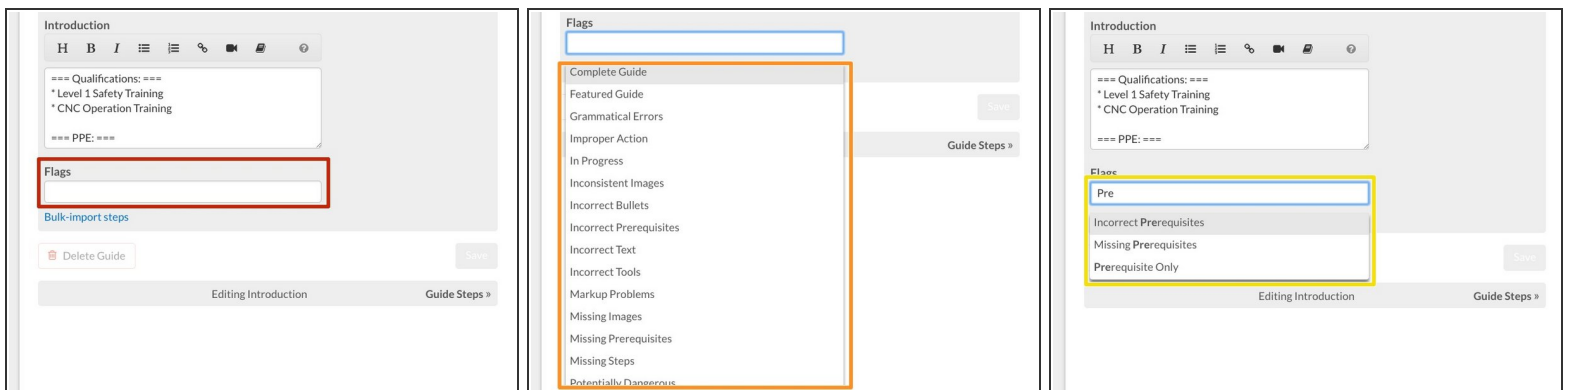 Introduction
H B I
=== Qualifications: ===
* Level 1 Safety Training
* CNC Operation Training
=== PPE: ===
Flags
Bulk-import steps
Delete Guide
Save
Editing Introduction
Guide Steps »
Flags
Complete Guide
Featured Guide
Grammatical Errors
Improper Action
In Progress
Inconsistent Images
Incorrect Bullets
Incorrect Prerequisites
Incorrect Text
Incorrect Tools
Markup Problems
Missing Images
Missing Prerequisites
Missing Steps
Potentially Dangerous
Save
Guide Steps »
Introduction
H B I
=== Qualifications: ===
* Level 1 Safety Training
* CNC Operation Training
=== PPE: ===
Flags
Pre
Incorrect Prerequisites
Missing Prerequisites
Prerequisite Only
Save
Editing Introduction
Guide Steps »